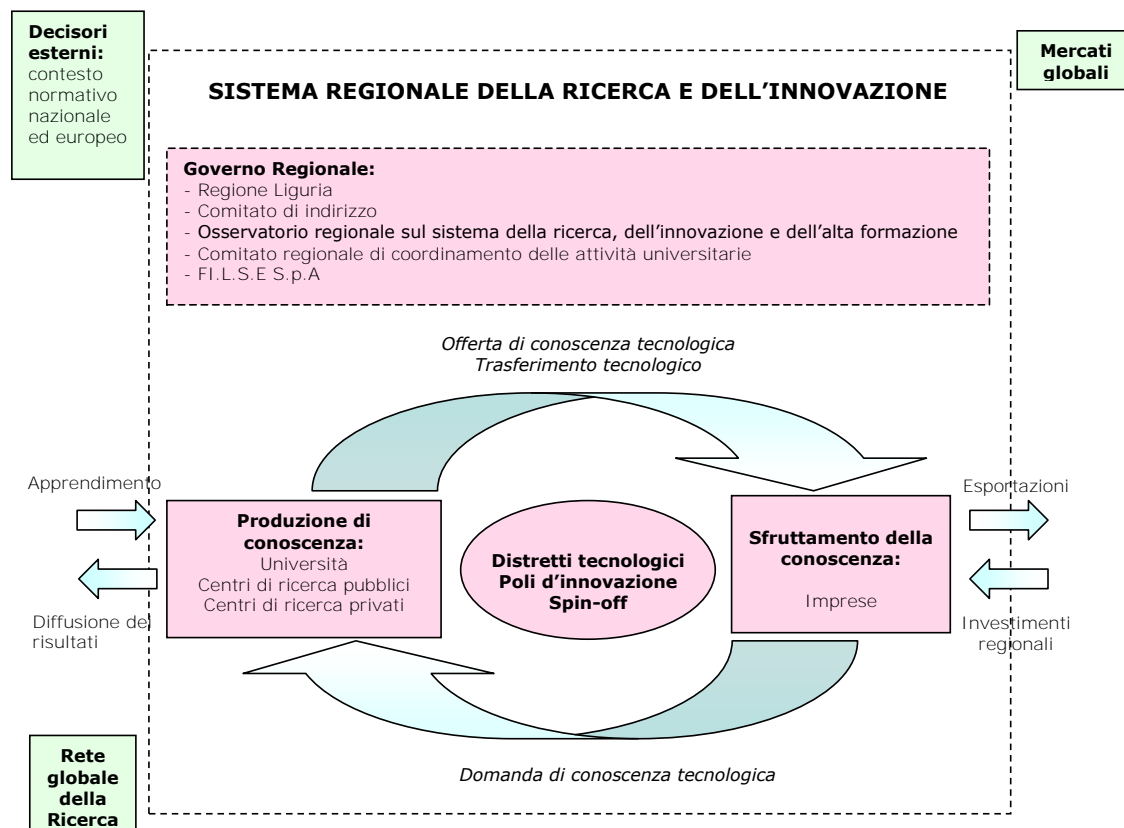 Decisori
esterni:
contesto
normativo
nazionale
ed europeo
Mercati
globali
SISTEMA REGIONALE DELLA RICERCA E DELL’INNOVAZIONE
Governo Regionale:
- Regione Liguria
- Comitato di indirizzo
- Osservatorio regionale sul sistema della ricerca, dell’innovazione e dell’alta formazione
- Comitato regionale di coordinamento delle attività universitarie
- FI.L.S.E S.p.A
Offerta di conoscenza tecnologica
Trasferimento tecnologico
Apprendimento
Produzione di
conoscenza:
Università
Centri di ricerca pubblici
Centri di ricerca privati
Diffusione dei
risultati
Distretti tecnologici
Poli d’innovazione
Spin-off
Sfruttamento della
conoscenza:
Imprese
Esportazioni
Investimenti
regionali
Domanda di conoscenza tecnologica
Rete
globale
della
Ricerca